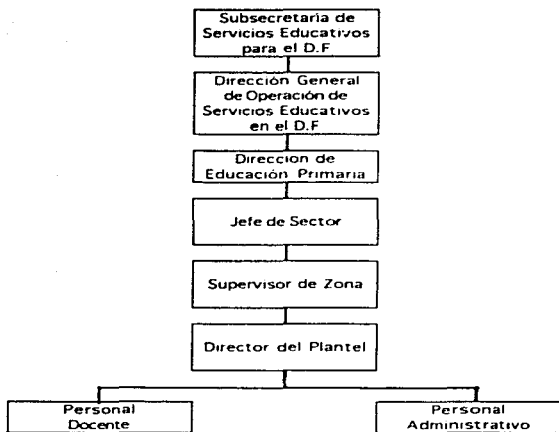 Subsecretaría de
Servicios Educativos
para el D.F
Dirección General
de Operación de
Servicios Educativos
en el D.F
Direccion de
Educación Primaria
Jefe de Sector
Supervisor de Zona
Director del Plantel
Personal
Docente
Personal
Administrativo